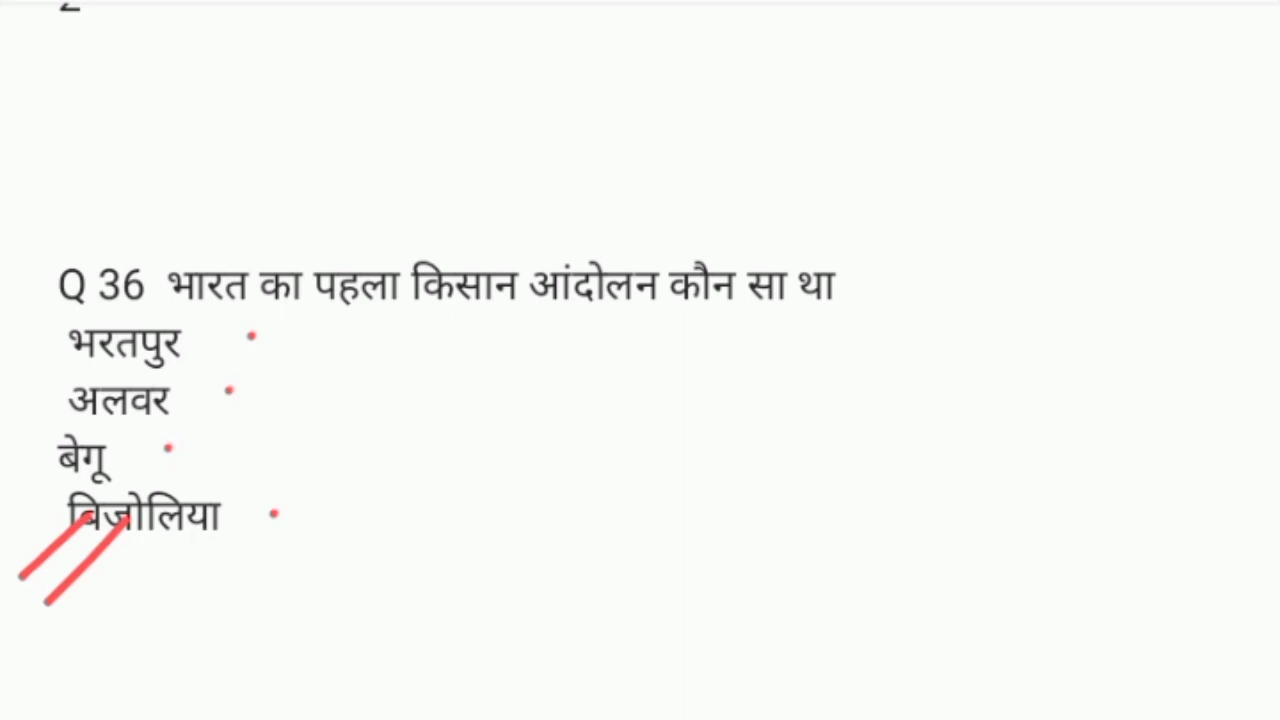 Q 36 भारत का पहला किसान आंदोलन कौन सा था
भरतपुर
अलवर
बेगू
बिजोलिया